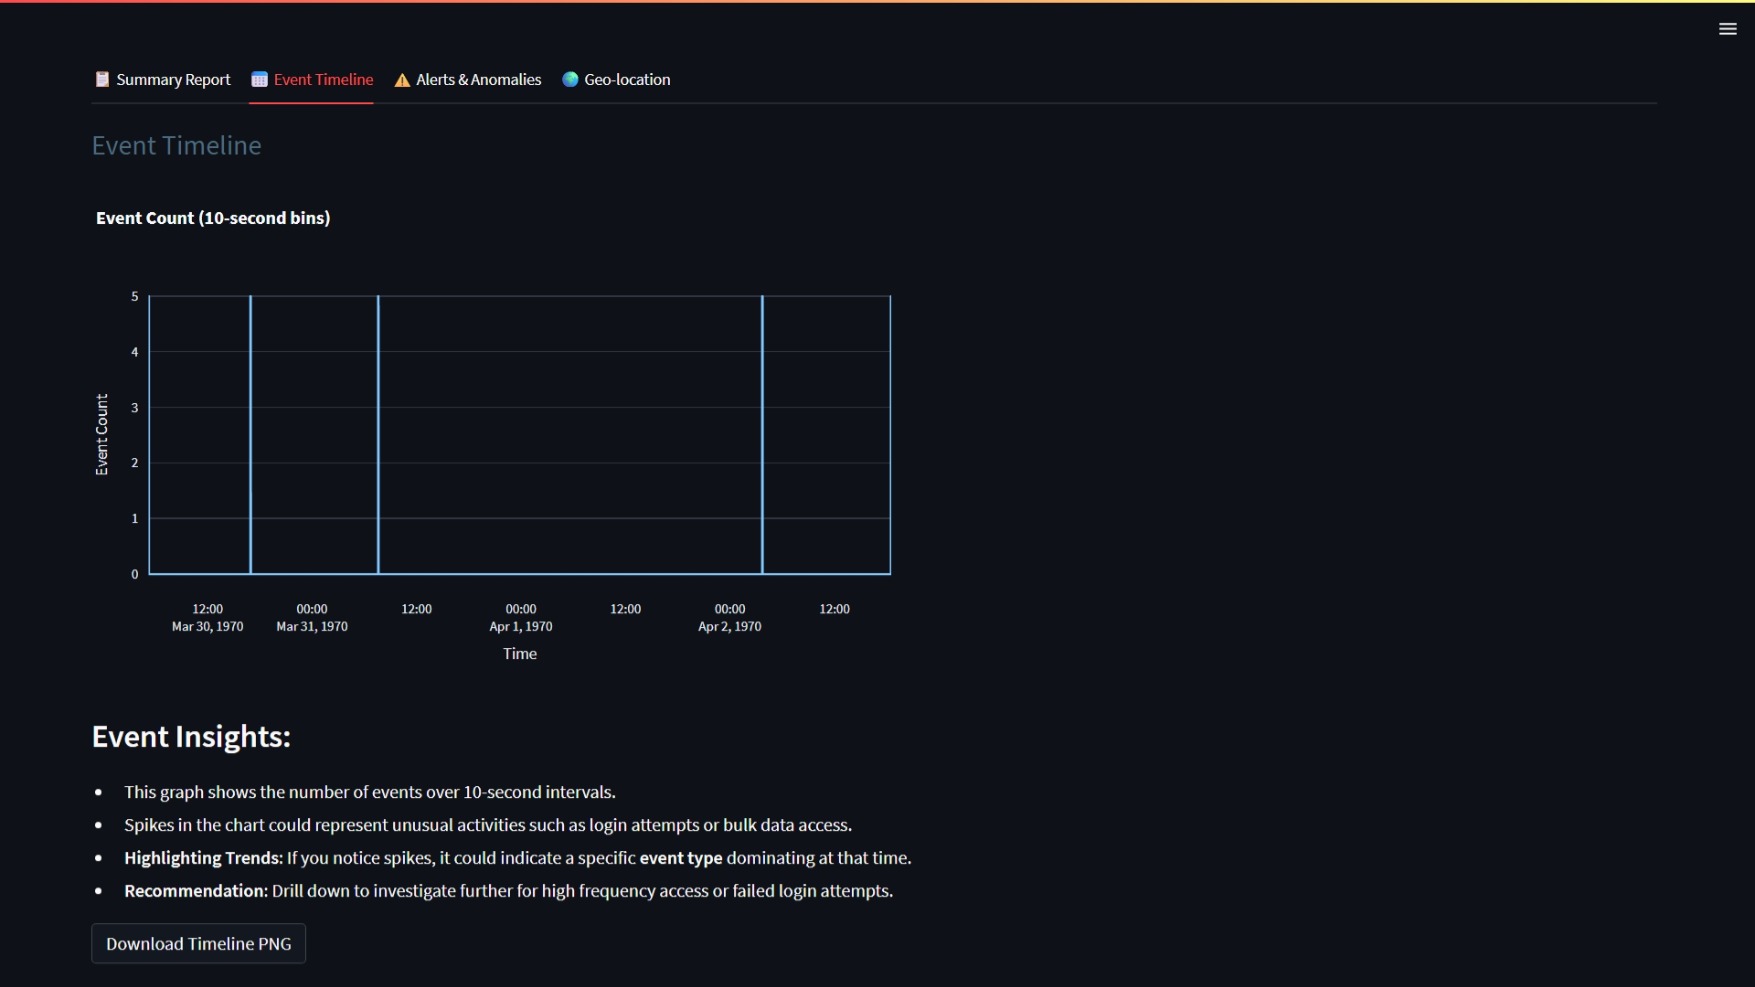 Summary Report Event Timeline Alerts & Anomalies Geo-location
Event Timeline
Event Count (10-second bins)
5
4
3
2
1
0
Event Count
12:00 00:00 12:00 00:00 12:00 00:00 12:00
Mar 30, 1970 Mar 31, 1970 Apr 1, 1970 Apr 2, 1970
Time
Event Insights:
• This graph shows the number of events over 10-second intervals.
• Spikes in the chart could represent unusual activities such as login attempts or bulk data access.
• Highlighting Trends: If you notice spikes, it could indicate a specific event type dominating at that time.
• Recommendation: Drill down to investigate further for high frequency access or failed login attempts.
Download Timeline PNG